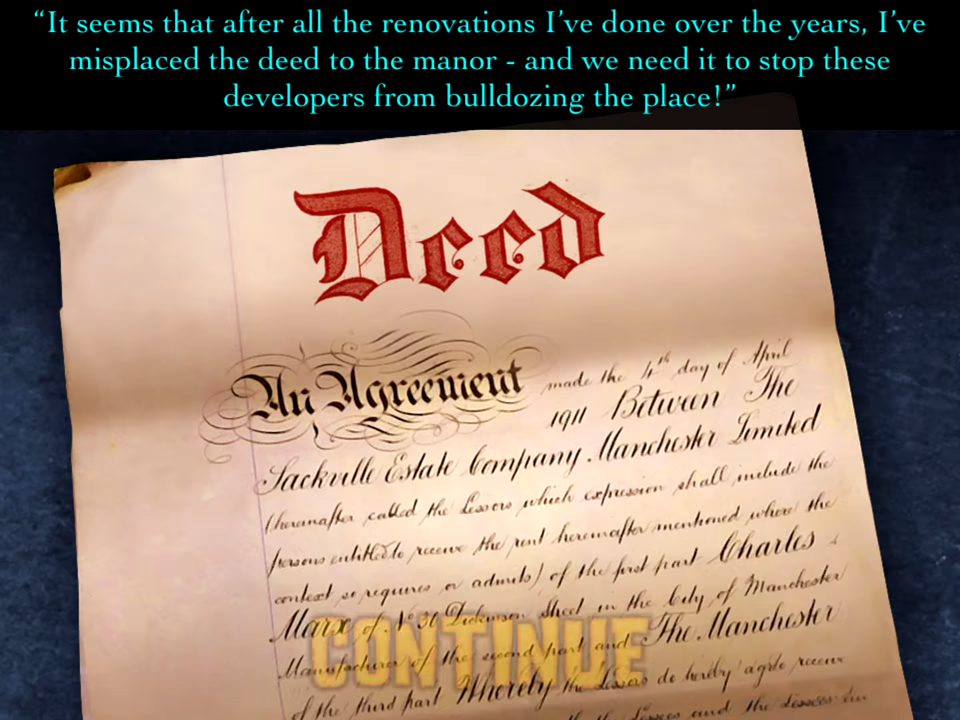 “It seems that after all the renovations I’ve done over the years, I’ve
misplaced the deed to the manor - and we need it to stop these
developers from bulldozing the place!”
Deed
An Agreement made the 4th day of April
1911 Between The
Sackville Estate Company Manchester Limited
(hereinafter called the Lessors which expression shall include the
persons entitled to receive the rent hereinafter mentioned where the
context so requires or admits) of the first part Charles
Marx of No 30 Dickinson Street in the City of Manchester
CONTINUE
Manufacturer of the second part and The Manchester
of the third part Whereby the Lessors do hereby agree
the Lessees and the Lessees